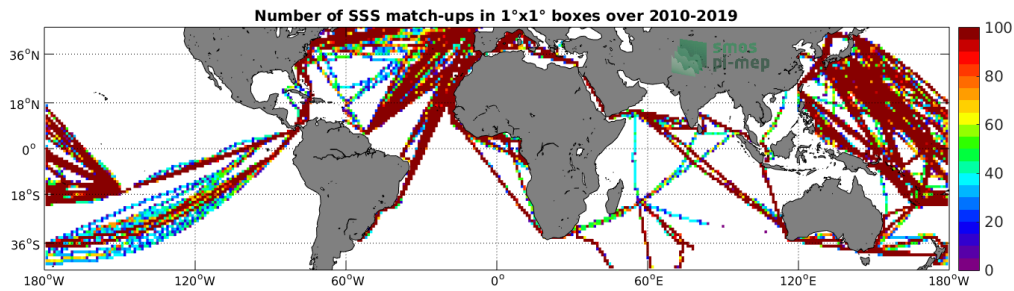 Number of SSS match-ups in 1°x1° boxes over 2010-2019
smos
pi-mep
36°N
18°N
0°
18°S
36°S
180°W
120°W
60°W
0°
60°E
120°E
180°W
100
80
60
40
20
0